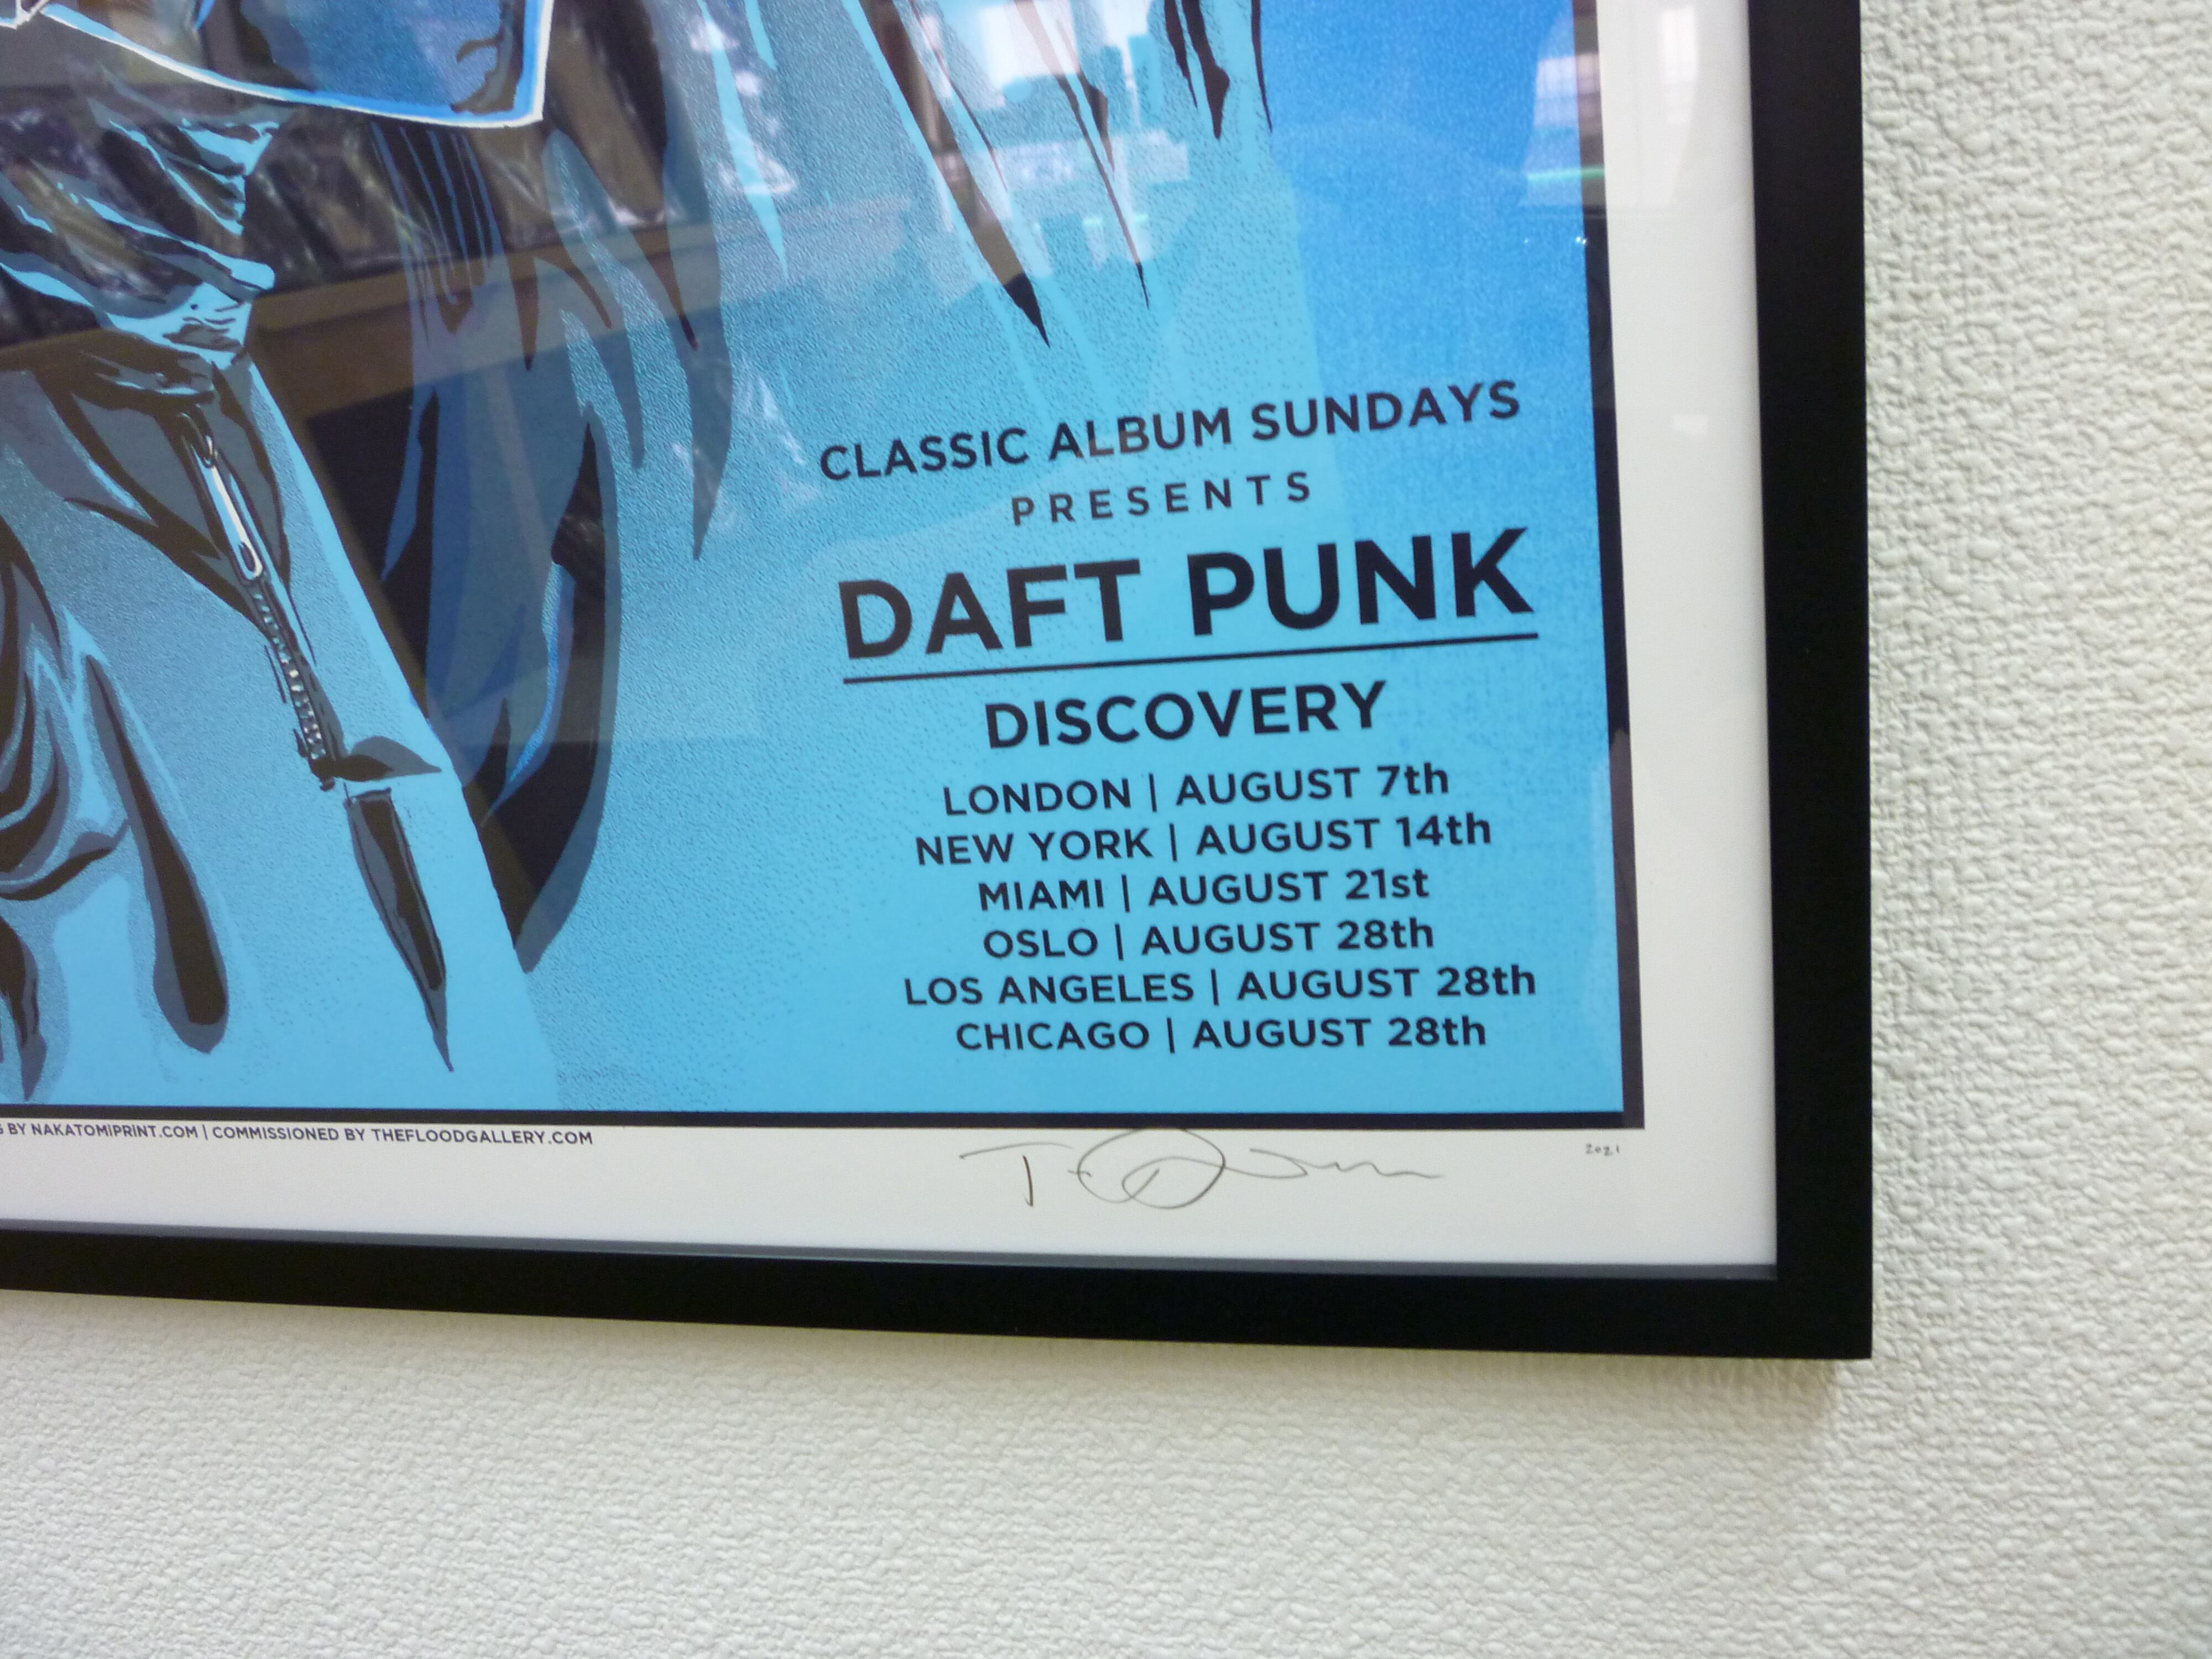 CLASSIC ALBUM SUNDAYS
PRESENTS
DAFT PUNK
DISCOVERY
LONDON | AUGUST 7th
NEW YORK | AUGUST 14th
MIAMI | AUGUST 21st
OSLO | AUGUST 28th
LOS ANGELES | AUGUST 28th
CHICAGO | AUGUST 28th
BY NAKATOMIPRINT.COM | COMMISSIONED BY THEFLOODGALLERY.COM
2021